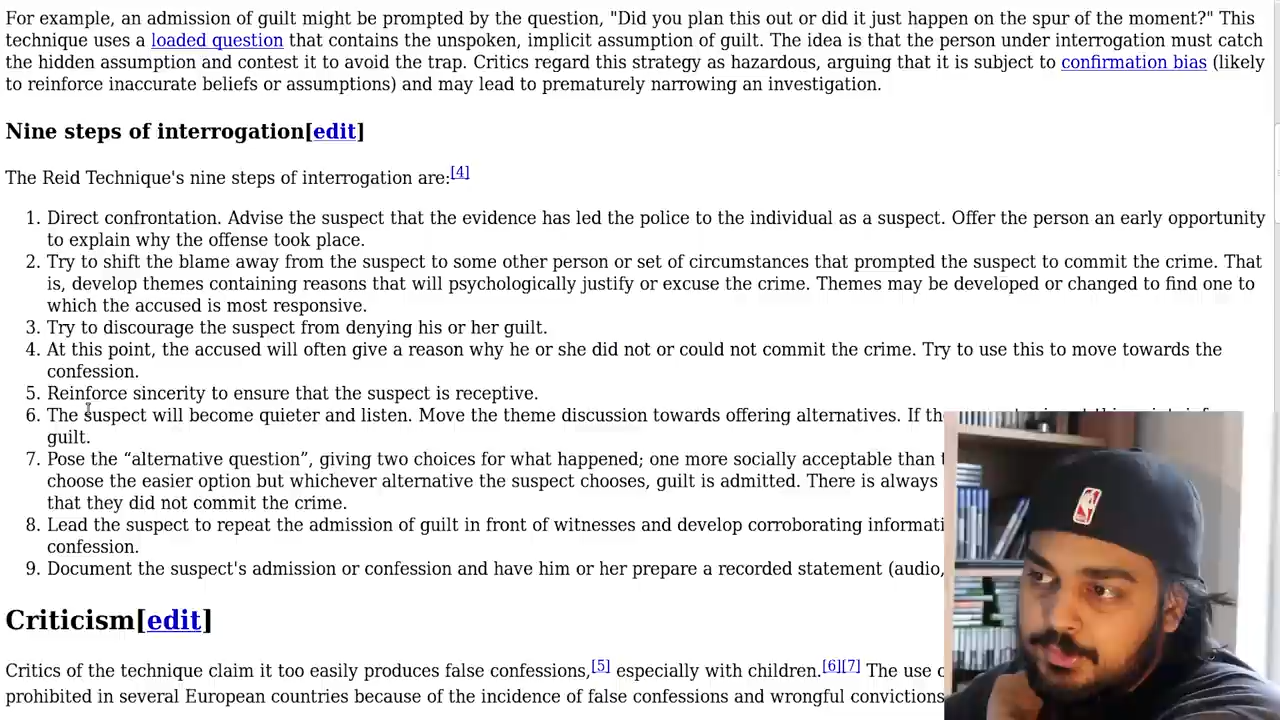 For example, an admission of guilt might be prompted by the question, "Did you plan this out or did it just happen on the spur of the moment?" This
technique uses a loaded question that contains the unspoken, implicit assumption of guilt. The idea is that the person under interrogation must catch
the hidden assumption and contest it to avoid the trap. Critics regard this strategy as hazardous, arguing that it is subject to confirmation bias (likely
to reinforce inaccurate beliefs or assumptions) and may lead to prematurely narrowing an investigation.
Nine steps of interrogation[edit]
The Reid Technique's nine steps of interrogation are:[4]
1. Direct confrontation. Advise the suspect that the evidence has led the police to the individual as a suspect. Offer the person an early opportunity
to explain why the offense took place.
2. Try to shift the blame away from the suspect to some other person or set of circumstances that prompted the suspect to commit the crime. That
is, develop themes containing reasons that will psychologically justify or excuse the crime. Themes may be developed or changed to find one to
which the accused is most responsive.
3. Try to discourage the suspect from denying his or her guilt.
4. At this point, the accused will often give a reason why he or she did not or could not commit the crime. Try to use this to move towards the
confession.
5. Reinforce sincerity to ensure that the suspect is receptive.
6. The suspect will become quieter and listen. Move the theme discussion towards offering alternatives. If the
guilt.
7. Pose the “alternative question”, giving two choices for what happened; one more socially acceptable than
choose the easier option but whichever alternative the suspect chooses, guilt is admitted. There is always
that they did not commit the crime.
8. Lead the suspect to repeat the admission of guilt in front of witnesses and develop corroborating
confession.
9. Document the suspect's admission or confession and have him or her prepare a recorded statement (audio,
Criticism[edit]
Critics of the technique claim it too easily produces false confessions,[5] especially with children.[6][7] The use
prohibited in several European countries because of the incidence of false confessions and wrongful convictions